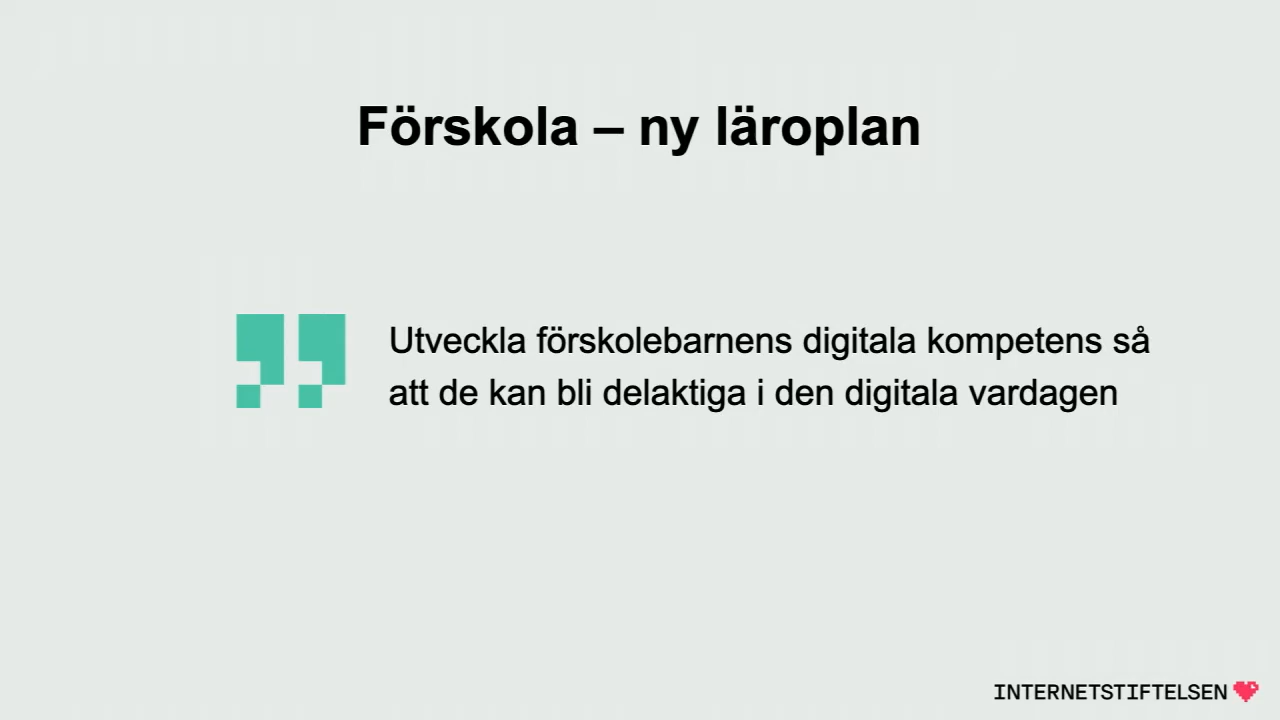 Förskola – ny läroplan
Utveckla förskolebarnens digitala kompetens så
att de kan bli delaktiga i den digitala vardagen
INTERNETSTIFTELSEN